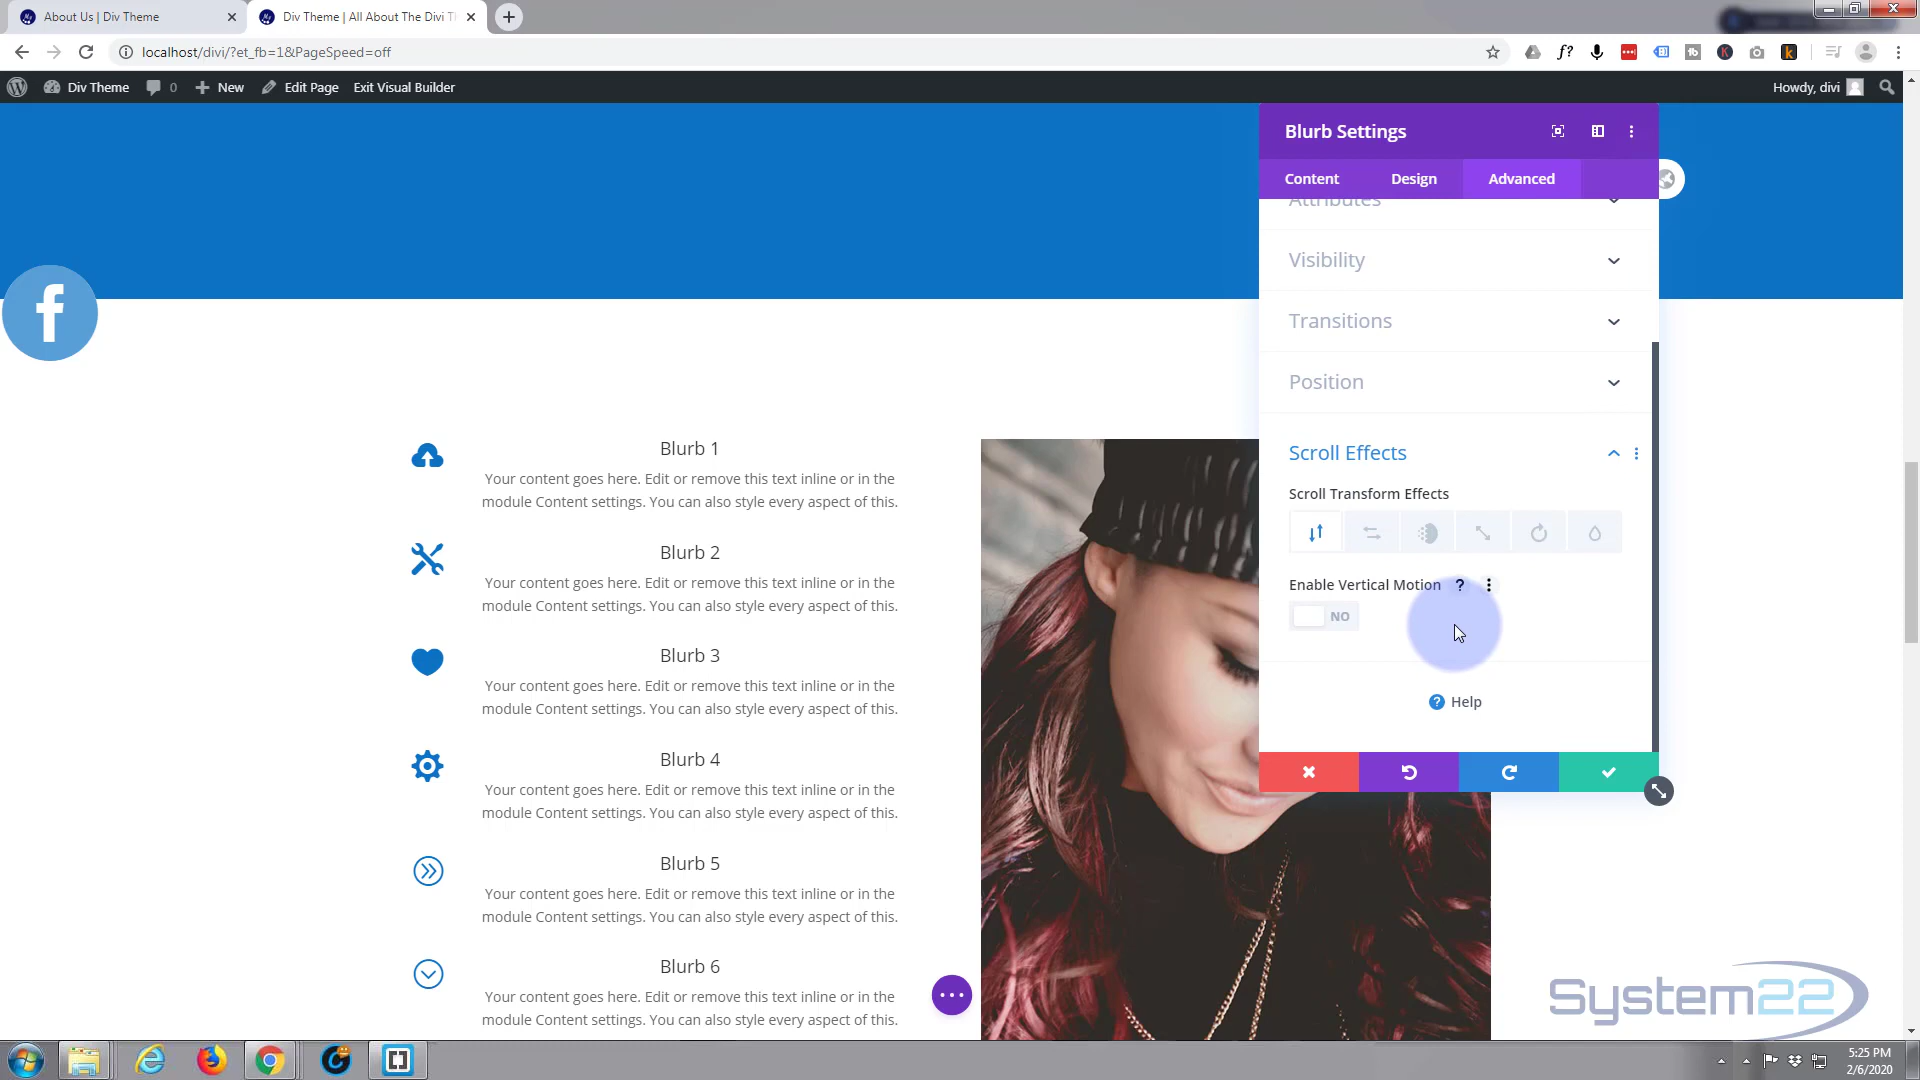 About Us | Div Theme
Div Theme | All About The Divi Th
localhost/divi/?et_fb=1&PageSpeed=off
Div Theme
0
New
Edit Page
Exit Visual Builder
Howdy, divi
Blurb Settings
Content
Design
Advanced
Attributes
Visibility
Transitions
Position
Scroll Effects
Scroll Transform Effects
Enable Vertical Motion
NO
Help
Blurb 1
Your content goes here. Edit or remove this text inline or in the
module Content settings. You can also style every aspect of this.
Blurb 2
Your content goes here. Edit or remove this text inline or in the
module Content settings. You can also style every aspect of this.
Blurb 3
Your content goes here. Edit or remove this text inline or in the
module Content settings. You can also style every aspect of this.
Blurb 4
Your content goes here. Edit or remove this text inline or in the
module Content settings. You can also style every aspect of this.
Blurb 5
Your content goes here. Edit or remove this text inline or in the
module Content settings. You can also style every aspect of this.
Blurb 6
Your content goes here. Edit or remove this text inline or in the
module Content settings. You can also style every aspect of this.
System22
5:25 PM
2/6/2020